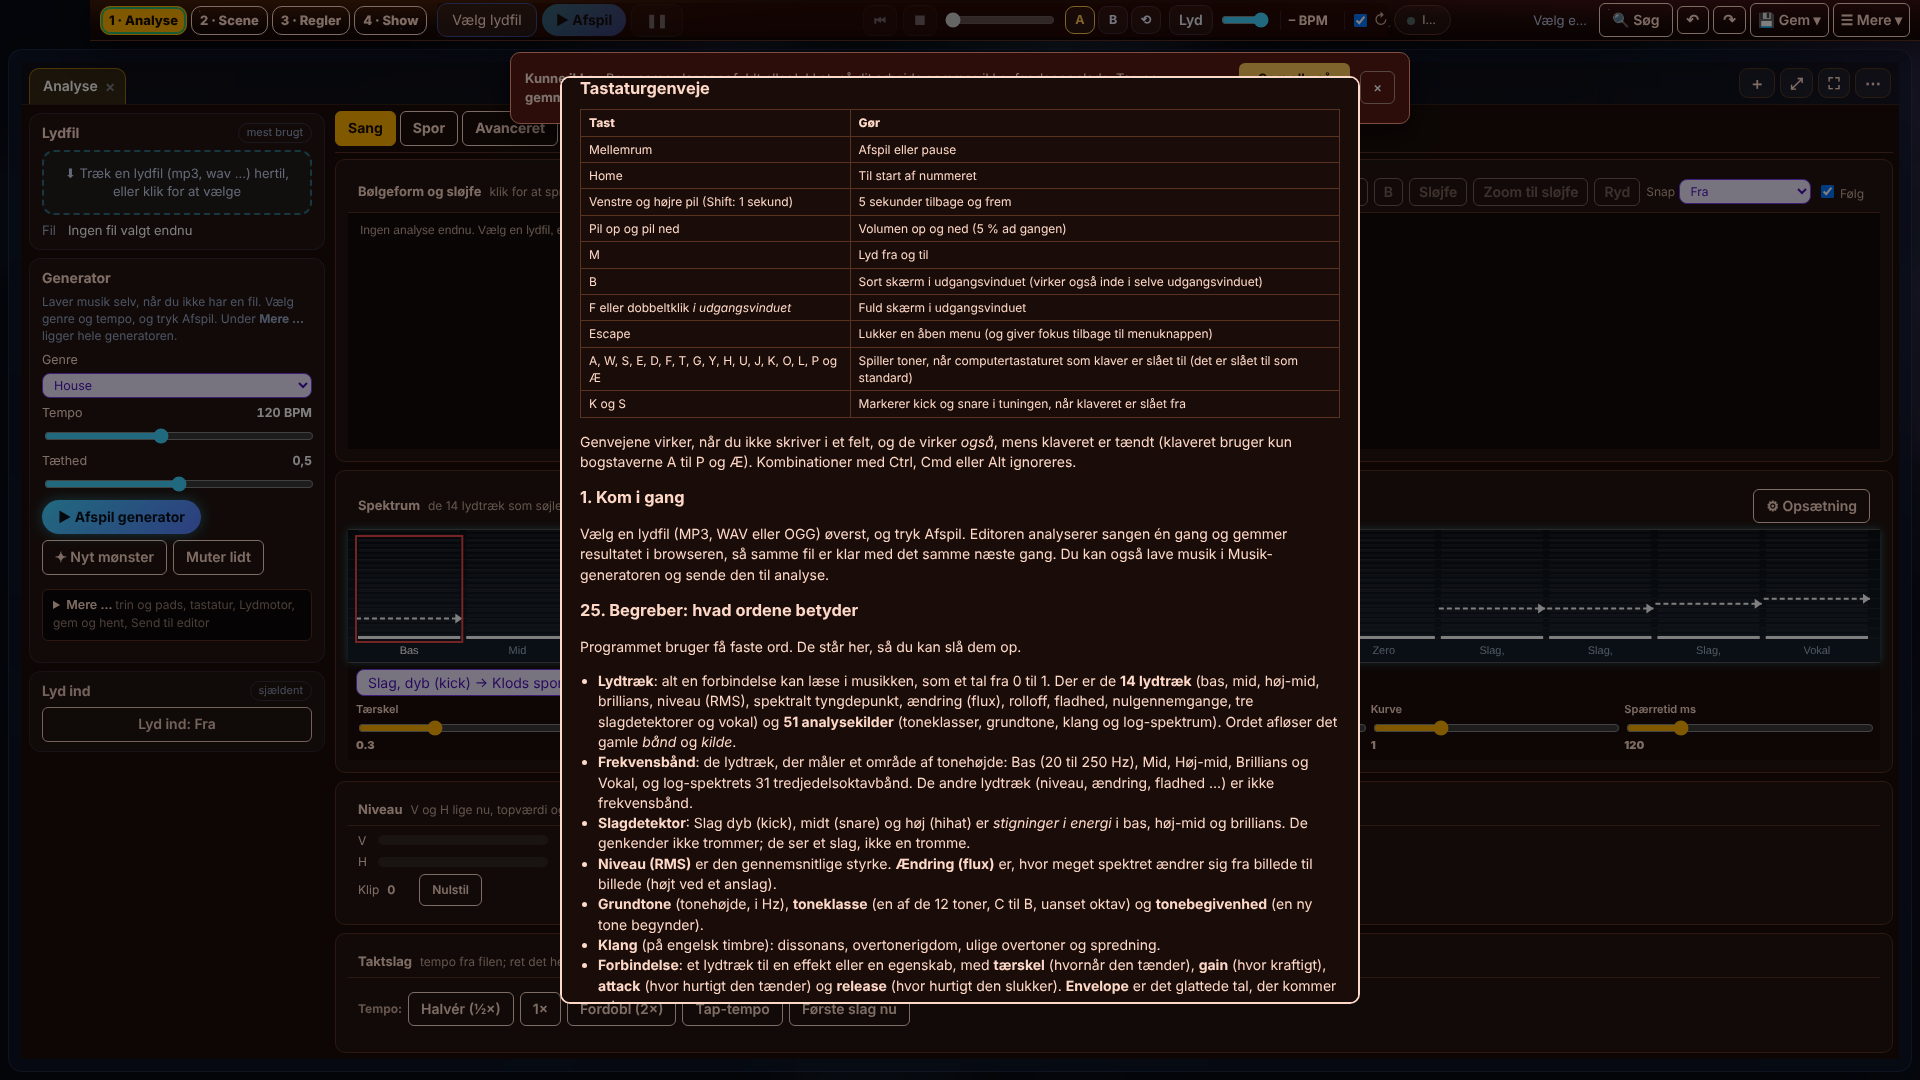 1 · Analyse
2 · Scene
3 · Regler
4 · Show
Vælg lydfil
▶ Afspil
A
B
Lyd
– BPM
I...
Vælg e...
🔍 Søg
💾 Gem ▾
☰ Mere ▾
Analyse ×
×
Lydfil
mest brugt
⬇ Træk en lydfil (mp3, wav ...) hertil,
eller klik for at vælge
Fil Ingen fil valgt endnu
Generator
Laver musik selv, når du ikke har en fil. Vælg
genre og tempo, og tryk Afspil. Under Mere ...
ligger hele generatoren.
Genre
House
Tempo
120 BPM
Tæthed
0,5
▶ Afspil generator
✦ Nyt mønster
Muter lidt
▶ Mere ... trin og pads, tastatur, Lydmotor,
gem og hent, Send til editor
Lyd ind
sjældent
Lyd ind: Fra
Sang
Spor
Avanceret
Bølgeform og sløjfe klik for at
B
Sløjfe
Zoom til sløjfe
Ryd
Snap
Fra
Følg
Ingen analyse endnu. Vælg en lydfil,
Spektrum de 14 lydtræk som
⚙ Opsætning
Bas
Mid
Zero
Slag,
Slag,
Slag,
Vokal
Slag, dyb (kick) → Klods
Tærskel
0.3
Kurve
1
Spærretid ms
120
Niveau V og H lige nu, topværdi
V
H
Klip 0
Nulstil
Taktslag tempo fra filen; ret det
Tempo:
Halvér (½×)
1×
Fordobl (2×)
Tap-tempo
Første slag nu
Tastaturgenveje
Tast Gør
Mellemrum Afspil eller pause
Home Til start af nummeret
Venstre og højre pil (Shift: 1 sekund) 5 sekunder tilbage og frem
Pil op og pil ned Volumen op og ned (5 % ad gangen)
M Lyd fra og til
B Sort skærm i udgangsvinduet (virker også inde i selve udgangsvinduet)
F eller dobbeltklik i udgangsvinduet Fuld skærm i udgangsvinduet
Escape Lukker en åben menu (og giver fokus tilbage til menuknappen)
A, W, S, E, D, F, T, G, Y, H, U, J, K, O, L, P og
Æ
Spiller toner, når computertastaturet som klaver er slået til (det er slået til som
standard)
K og S Markerer kick og snare i tuningen, når klaveret er slået fra
Genvejene virker, når du ikke skriver i et felt, og de virker også, mens klaveret er tændt (klaveret bruger kun
bogstaverne A til P og Æ). Kombinationer med Ctrl, Cmd eller Alt ignoreres.
1. Kom i gang
Vælg en lydfil (MP3, WAV eller OGG) øverst, og tryk Afspil. Editoren analyserer sangen én gang og gemmer
resultatet i browseren, så samme fil er klar med det samme næste gang. Du kan også lave musik i Musik-
generatoren og sende den til analyse.
25. Begreber: hvad ordene betyder
Programmet bruger få faste ord. De står her, så du kan slå dem op.
• Lydtræk: alt en forbindelse kan læse i musikken, som et tal fra 0 til 1. Der er de 14 lydtræk (bas, mid, høj-mid,
brillians, niveau (RMS), spektralt tyngdepunkt, ændring (flux), rolloff, fladhed, nulgennemgange, tre
slagdetektorer og vokal) og 51 analysekilder (toneklasser, grundtone, klang og log-spektrum). Ordet afløser det
gamle bånd og kilde.
• Frekvensbånd: de lydtræk, der måler et område af tonehøjde: Bas (20 til 250 Hz), Mid, Høj-mid, Brillians og
Vokal, og log-spektrets 31 tredjedelsoktavbånd. De andre lydtræk (niveau, ændring, fladhed ...) er ikke
frekvensbånd.
• Slagdetektor: Slag dyb (kick), midt (snare) og høj (hihat) er stigninger i energi i bas, høj-mid og brillians. De
genkender ikke trommer; de ser et slag, ikke en tromme.
• Niveau (RMS) er den gennemsnitlige styrke. Ændring (flux) er, hvor meget spektret ændrer sig fra billede til
billede (højt ved et anslag).
• Grundtone (tonehøjde, i Hz), toneklasse (en af de 12 toner, C til B, uanset oktav) og tonebegivenhed (en ny
tone begynder).
• Klang (på engelsk timbre): dissonans, overtonerigdom, ulige overtoner og spredning.
• Forbindelse: et lydtræk til en effekt eller en egenskab, med tærskel (hvornår den tænder), gain (hvor kraftigt),
attack (hvor hurtigt den tænder) og release (hvor hurtigt den slukker). Envelope er det glattede tal, der kommer